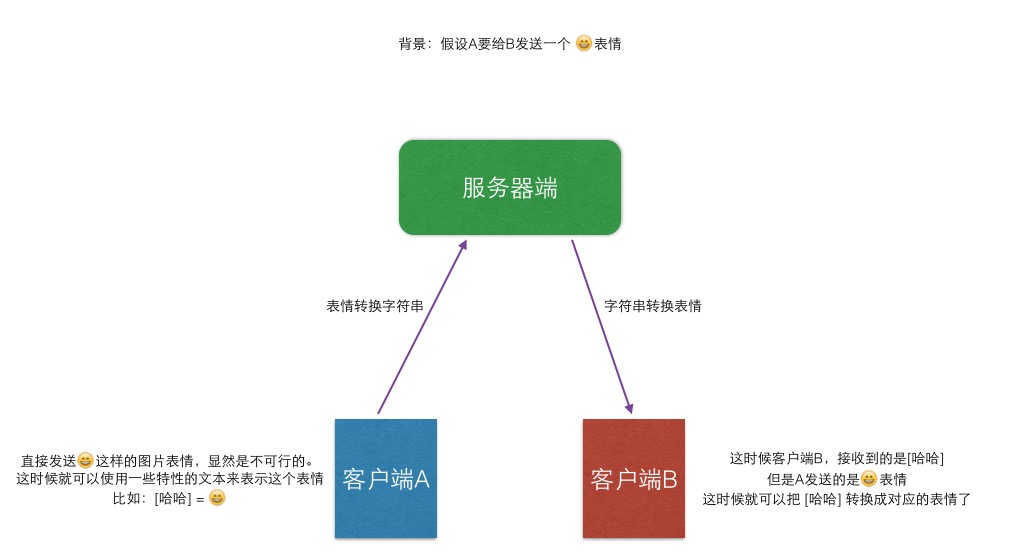 背景：假设A要给B发送一个 😄表情
服务器端
表情转换字符串
字符串转换表情
直接发送😄这样的图片表情，显然是不可行的。
这时候就可以使用一些特性的文本来表示这个表情
比如：[哈哈] = 😄
客户端A
客户端B
这时候客户端B，接收到的是[哈哈]
但是A发送的是😄表情
这时候就可以把 [哈哈] 转换成对应的表情了